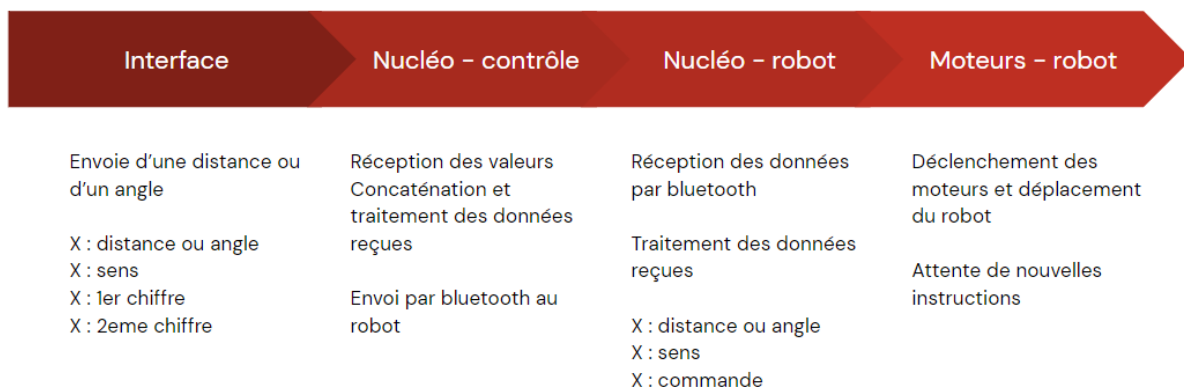 Interface
Nucléo - contrôle
Nucléo - robot
Moteurs - robot
Envoie d'une distance ou
d'un angle
X : distance ou angle
X : sens
X : 1er chiffre
X : 2eme chiffre
Réception des valeurs
Concaténation et
traitement des données
reçues
Envoi par bluetooth au
robot
Réception des données
par bluetooth
Traitement des données
reçues
X : distance ou angle
X : sens
X : commande
Déclenchement des
moteurs et déplacement
du robot
Attente de nouvelles
instructions